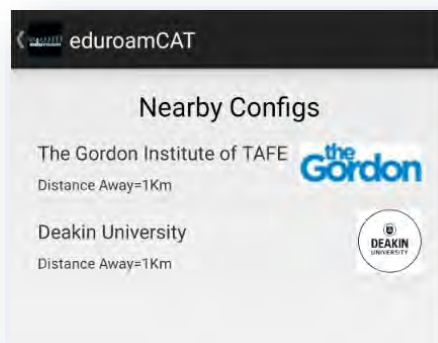 eduroamCAT
Nearby Configs
The Gordon Institute of TAFE
the
Gordon
Distance Away=1Km
Deakin University
DEAKIN
UNIVERSITY
Distance Away=1Km